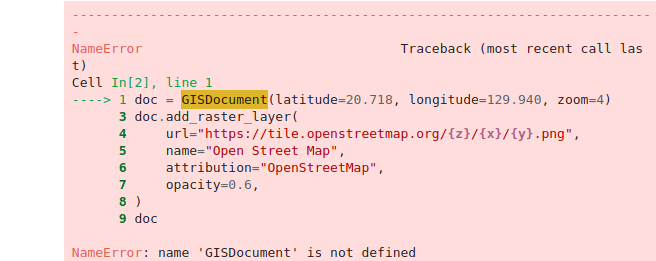 ---------------------------------------------------------------------------
-
NameError                                 Traceback (most recent call las
t)
Cell In[2], line 1
----> 1 doc = GISDocument(latitude=20.718, longitude=129.940, zoom=4)
      3 doc.add_raster_layer(
      4     url="https://tile.openstreetmap.org/{z}/{x}/{y}.png",
      5     name="Open Street Map",
      6     attribution="OpenStreetMap",
      7     opacity=0.6,
      8 )
      9 doc
NameError: name 'GISDocument' is not defined